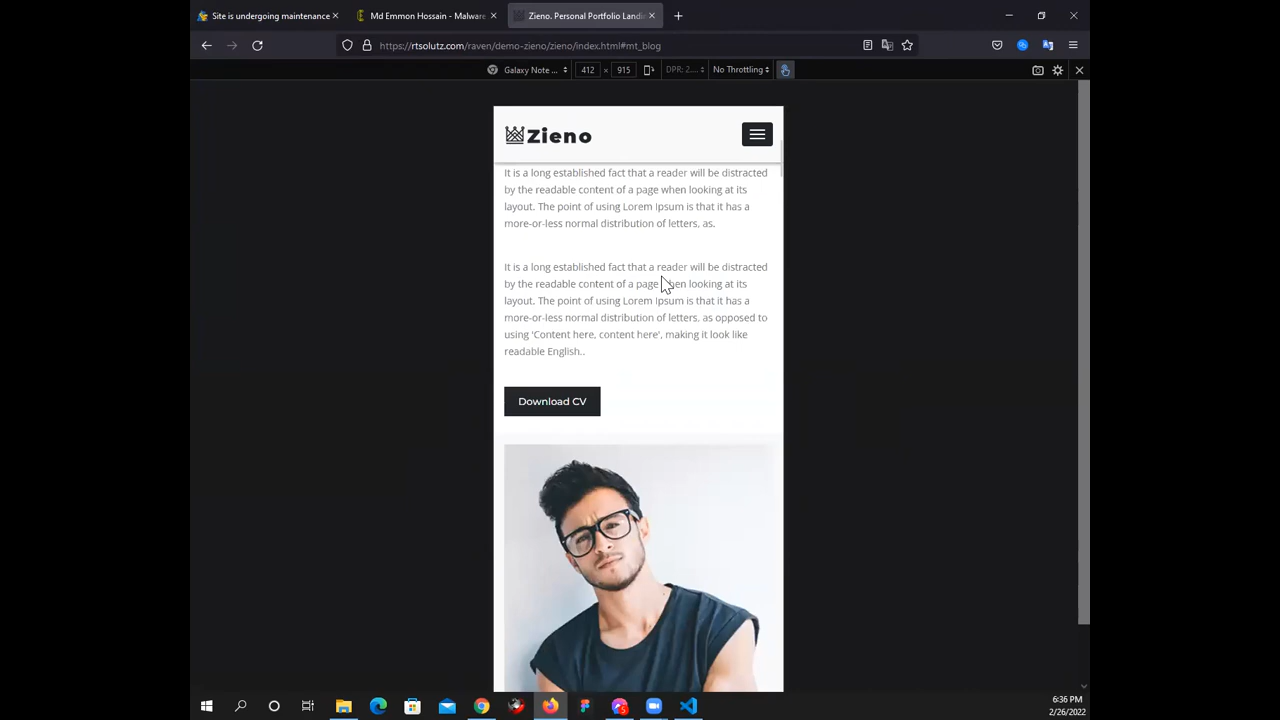 Site is undergoing maintenance
Md Emmon Hossain - Malware
Zieno. Personal Portfolio Landi
https://rtsolutz.com/raven/demo-zieno/zieno/index.html#mt_blog
Galaxy Note ...
412 × 915
DPR: 2....
No Throttling
Zieno
It is a long established fact that a reader will be distracted
by the readable content of a page when looking at its
layout. The point of using Lorem Ipsum is that it has a
more-or-less normal distribution of letters, as.
It is a long established fact that a reader will be distracted
by the readable content of a page when looking at its
layout. The point of using Lorem Ipsum is that it has a
more-or-less normal distribution of letters, as opposed to
using 'Content here, content here', making it look like
readable English..
Download CV
5
6:36 PM
2/26/2022